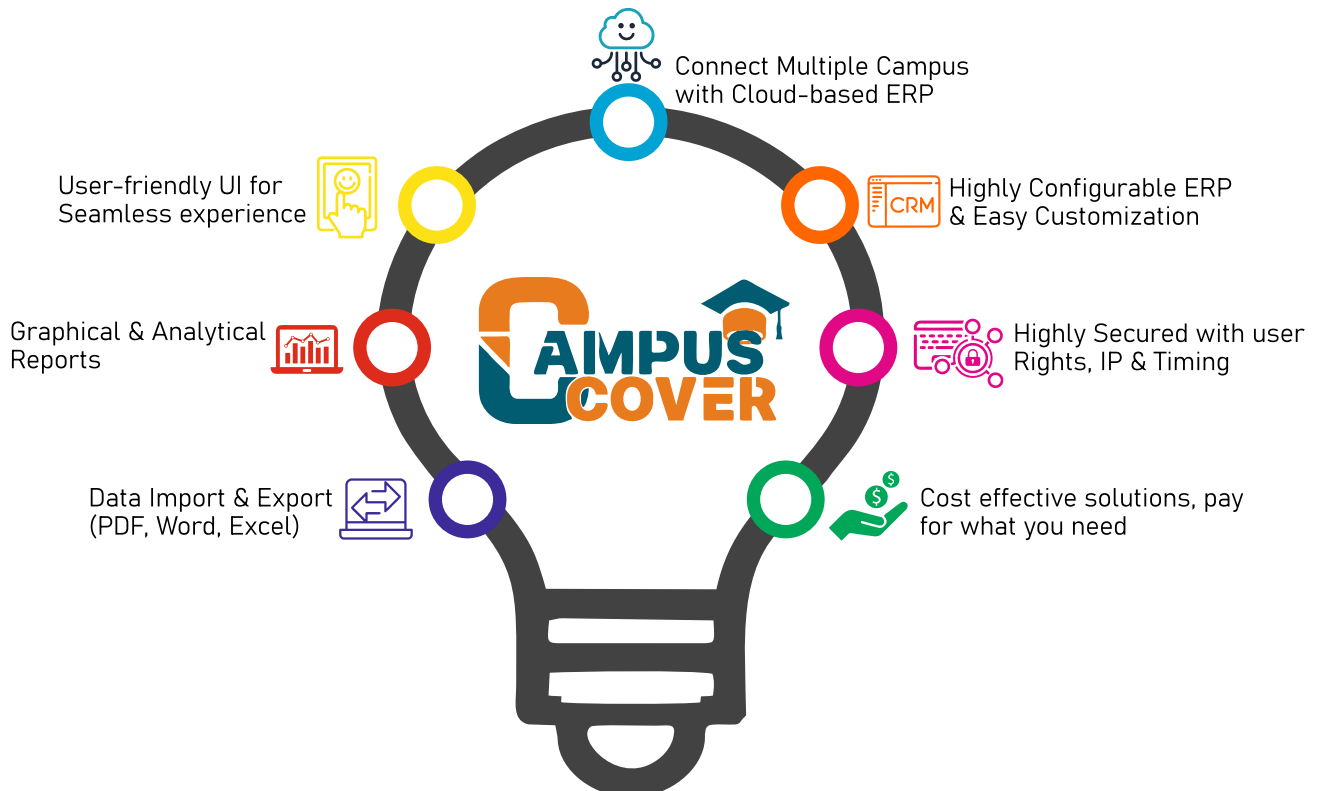 Connect Multiple Campus
with Cloud-based ERP
User-friendly UI for
Seamless experience
CRM
Highly Configurable ERP
& Easy Customization
CAMPUS
COVER
Graphical & Analytical
Reports
Highly Secured with user
Rights, IP & Timing
Data Import & Export
(PDF, Word, Excel)
$
$
Cost effective solutions, pay
for what you need